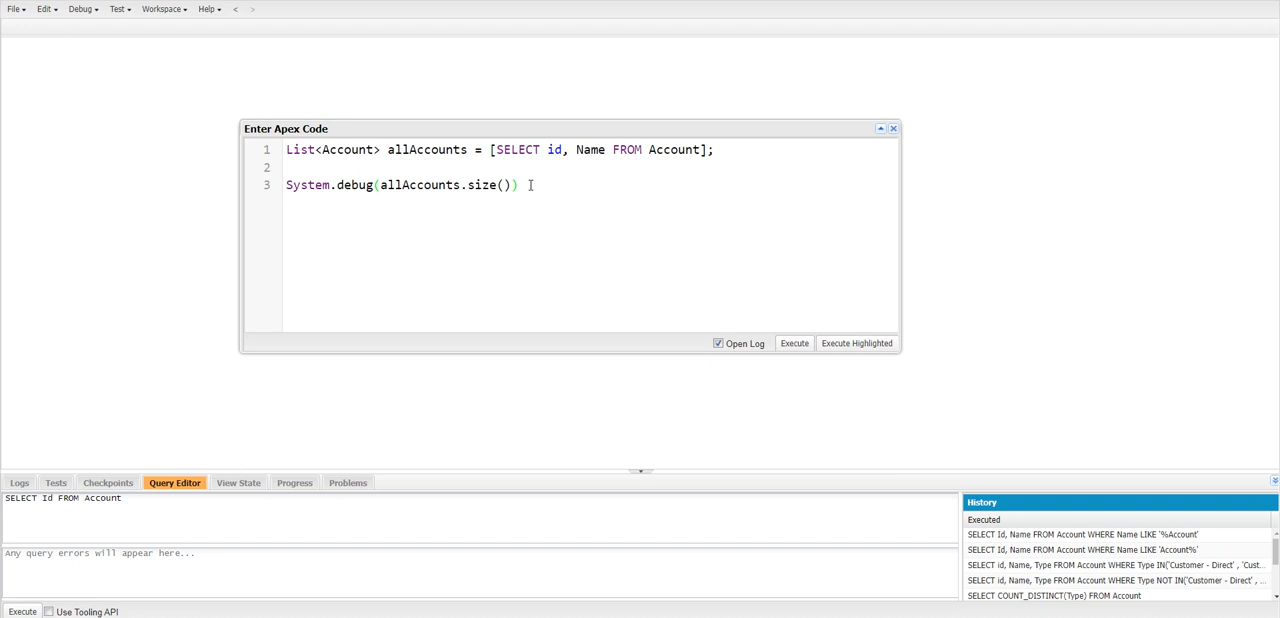 File Edit Debug Test Workspace Help < >
Enter Apex Code
1 List<Account> allAccounts = [SELECT id, Name FROM Account];
2
3 System.debug(allAccounts.size())
Open Log Execute Execute Highlighted
Logs Tests Checkpoints Query Editor View State Progress Problems
SELECT Id FROM Account
Any query errors will appear here...
History
Executed
SELECT Id, Name FROM Account WHERE Name LIKE '%Account'
SELECT Id, Name FROM Account WHERE Name LIKE 'Account%'
SELECT id, Name, Type FROM Account WHERE Type IN('Customer - Direct' , 'Cust...
SELECT id, Name, Type FROM Account WHERE Type NOT IN('Customer - Direct' , ...
SELECT COUNT_DISTINCT(Type) FROM Account
Execute Use Tooling API